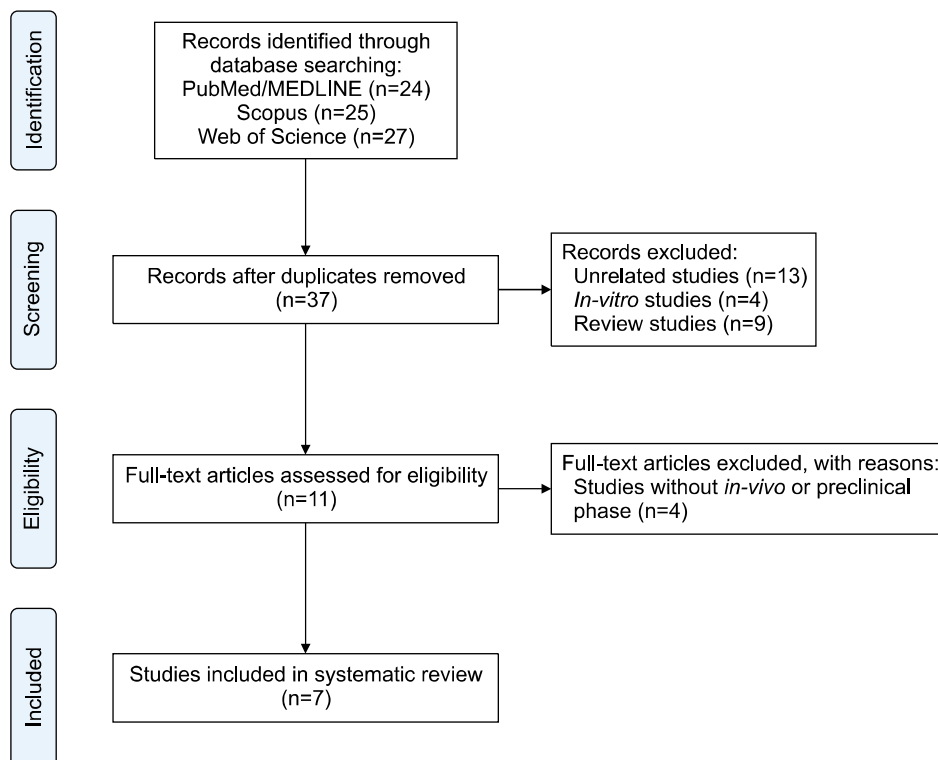 Identification
Records identified through
database searching:
PubMed/MEDLINE (n=24)
Scopus (n=25)
Web of Science (n=27)
Screening
Records after duplicates removed
(n=37)
Records excluded:
Unrelated studies (n=13)
In-vitro studies (n=4)
Review studies (n=9)
Eligibility
Full-text articles assessed for eligibility
(n=11)
Full-text articles excluded, with reasons:
Studies without in-vivo or preclinical
phase (n=4)
Included
Studies included in systematic review
(n=7)